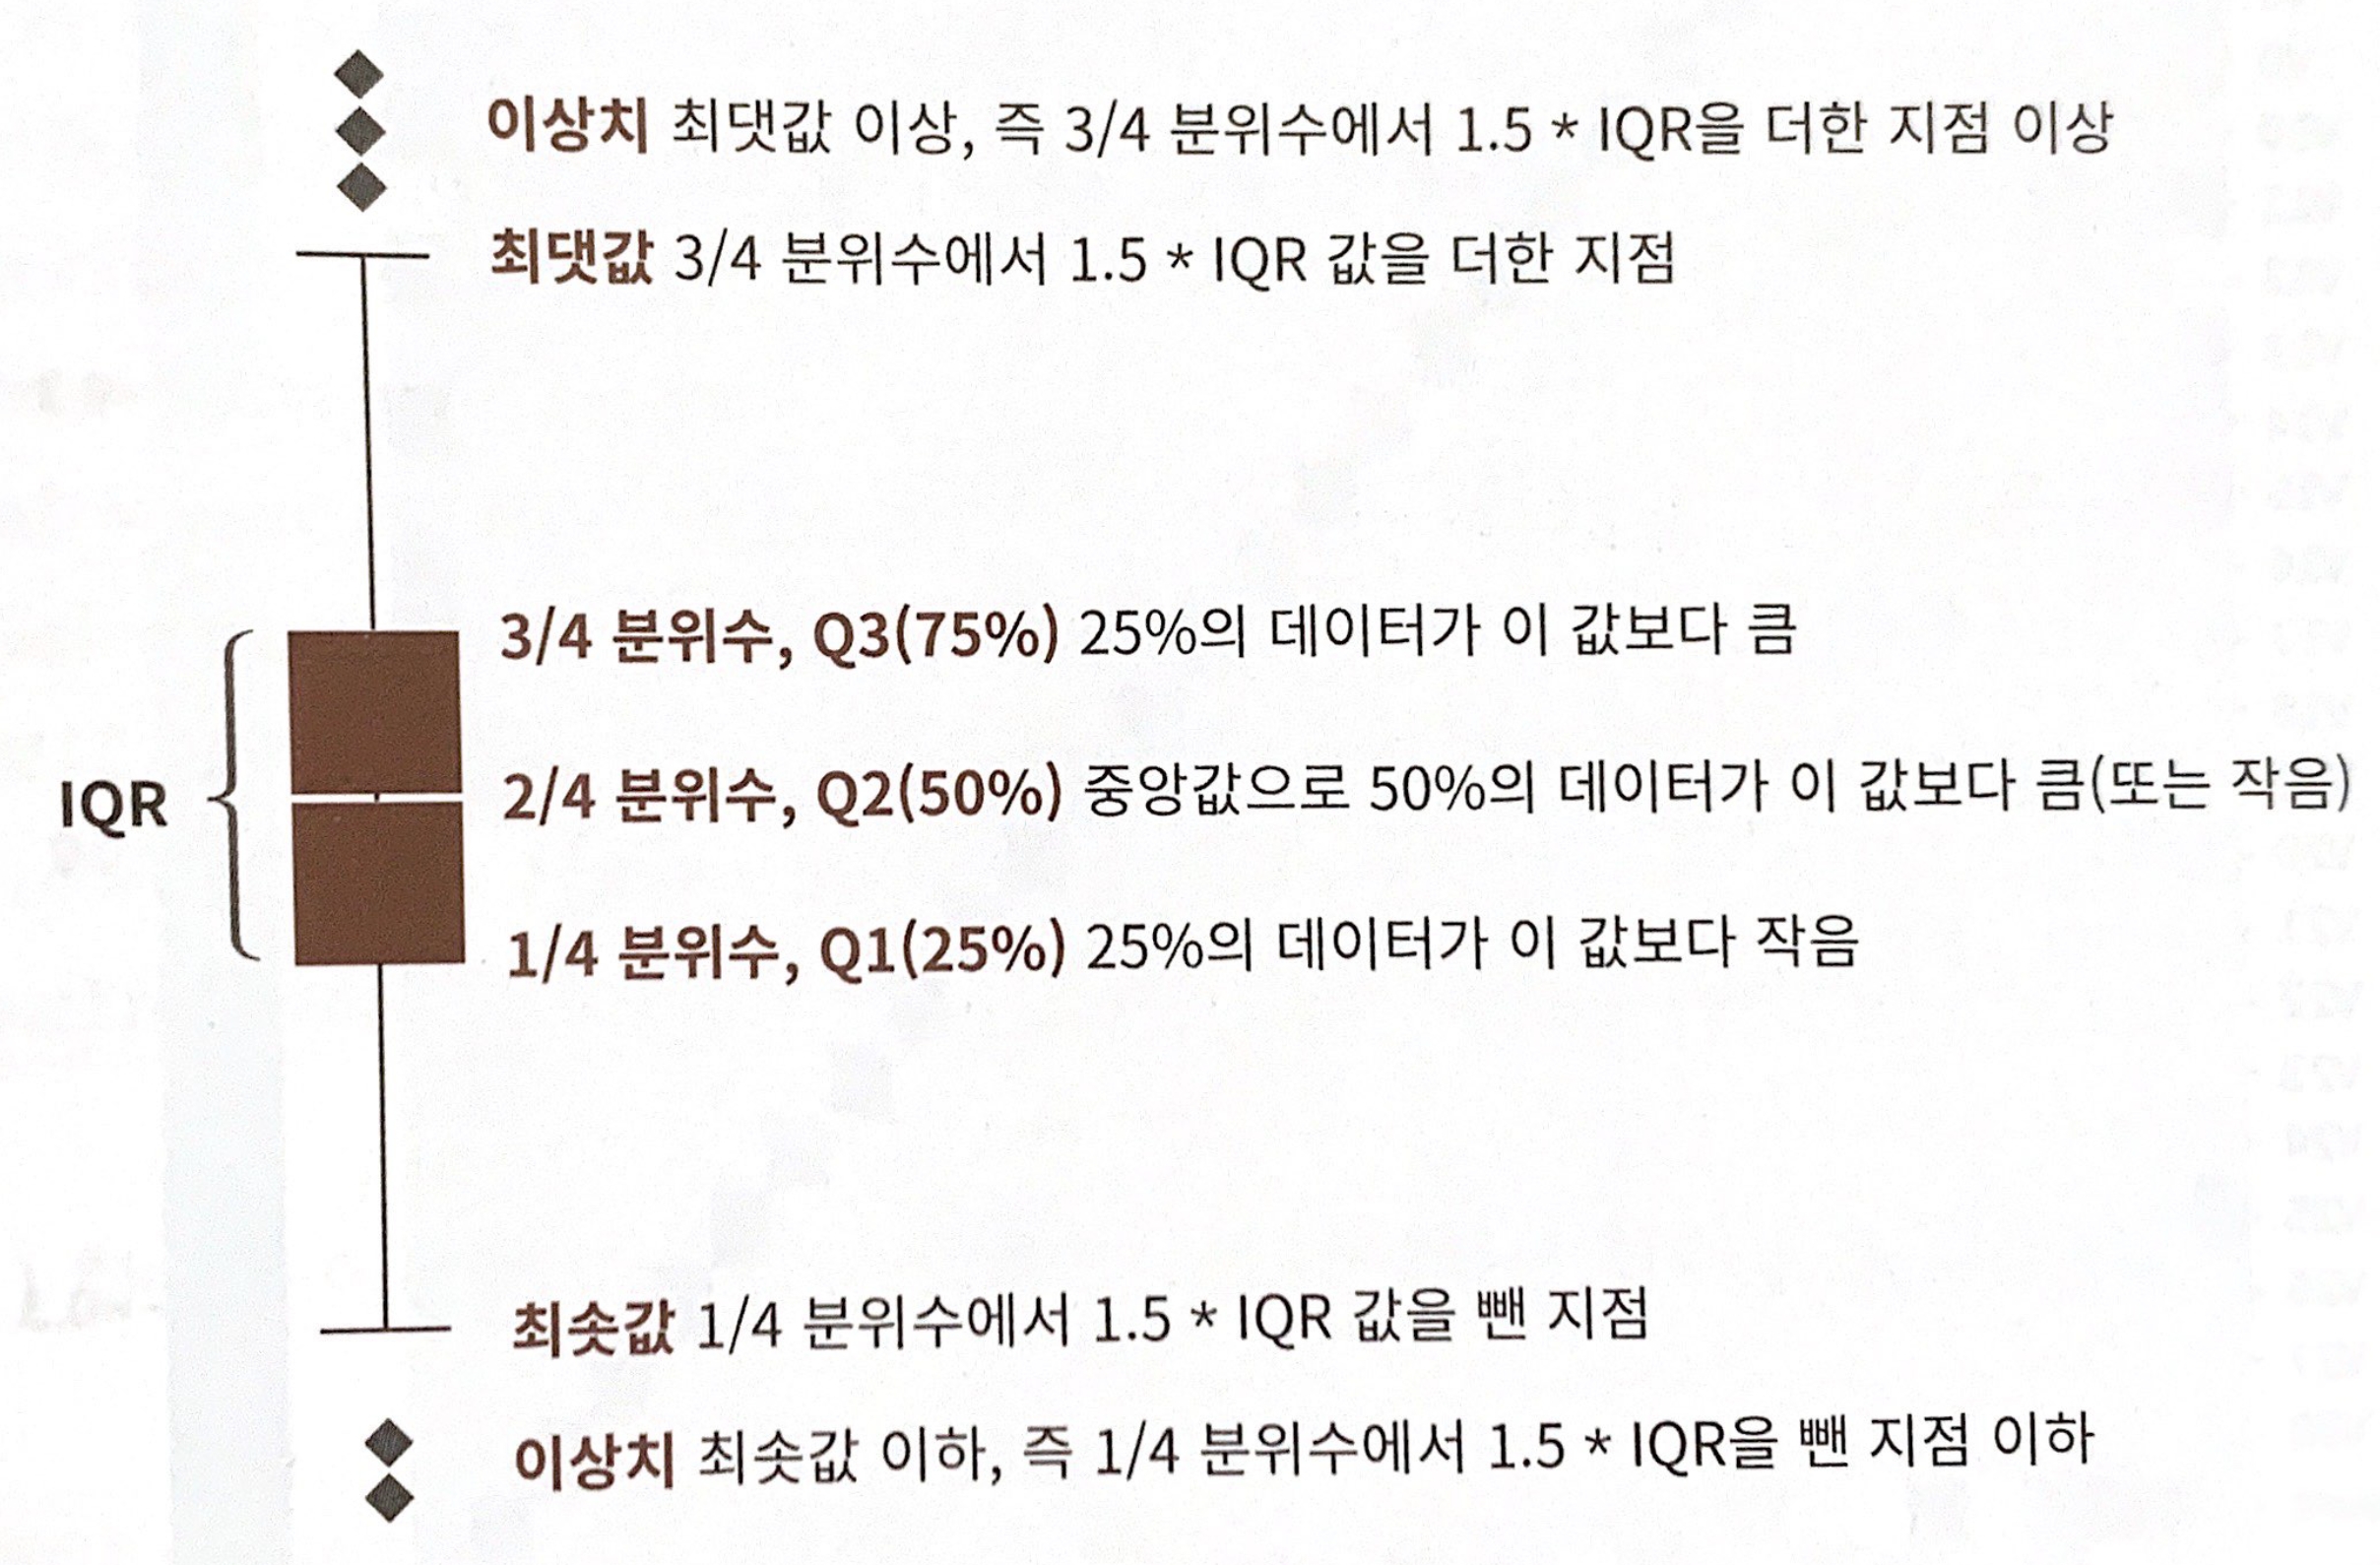 이상치 최댓값 이상, 즉 3/4 분위수에서 1.5 * IQR을 더한 지점 이상
최댓값 3/4 분위수에서 1.5 * IQR 값을 더한 지점
3/4 분위수, Q3(75%) 25%의 데이터가 이 값보다 큼
IQR
2/4 분위수, Q2(50%) 중앙값으로 50%의 데이터가 이 값보다 큼(또는 작음)
1/4 분위수, Q1(25%) 25%의 데이터가 이 값보다 작음
최솟값 1/4 분위수에서 1.5 * IQR 값을 뺀 지점
이상치 최솟값 이하, 즉 1/4 분위수에서 1.5 * IQR을 뺀 지점 이하